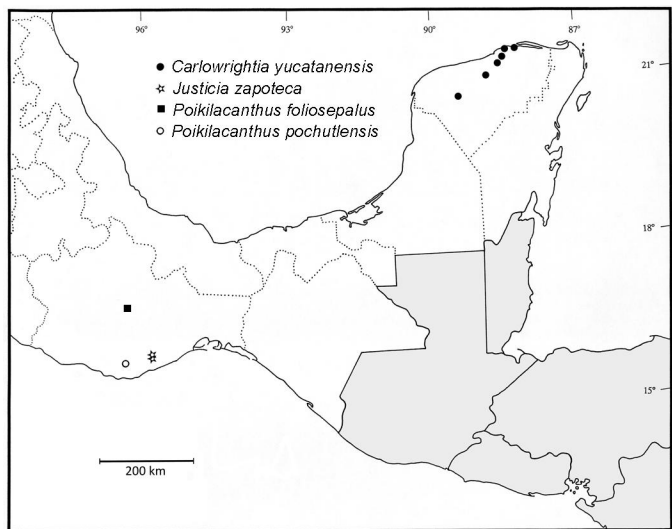 96 93 90 87
21
Carlowrightia yucatanensis
Justicia zapoteca
Poikilacanthus foliosepalus
Poikilacanthus pochutlensis
18
15
200 km